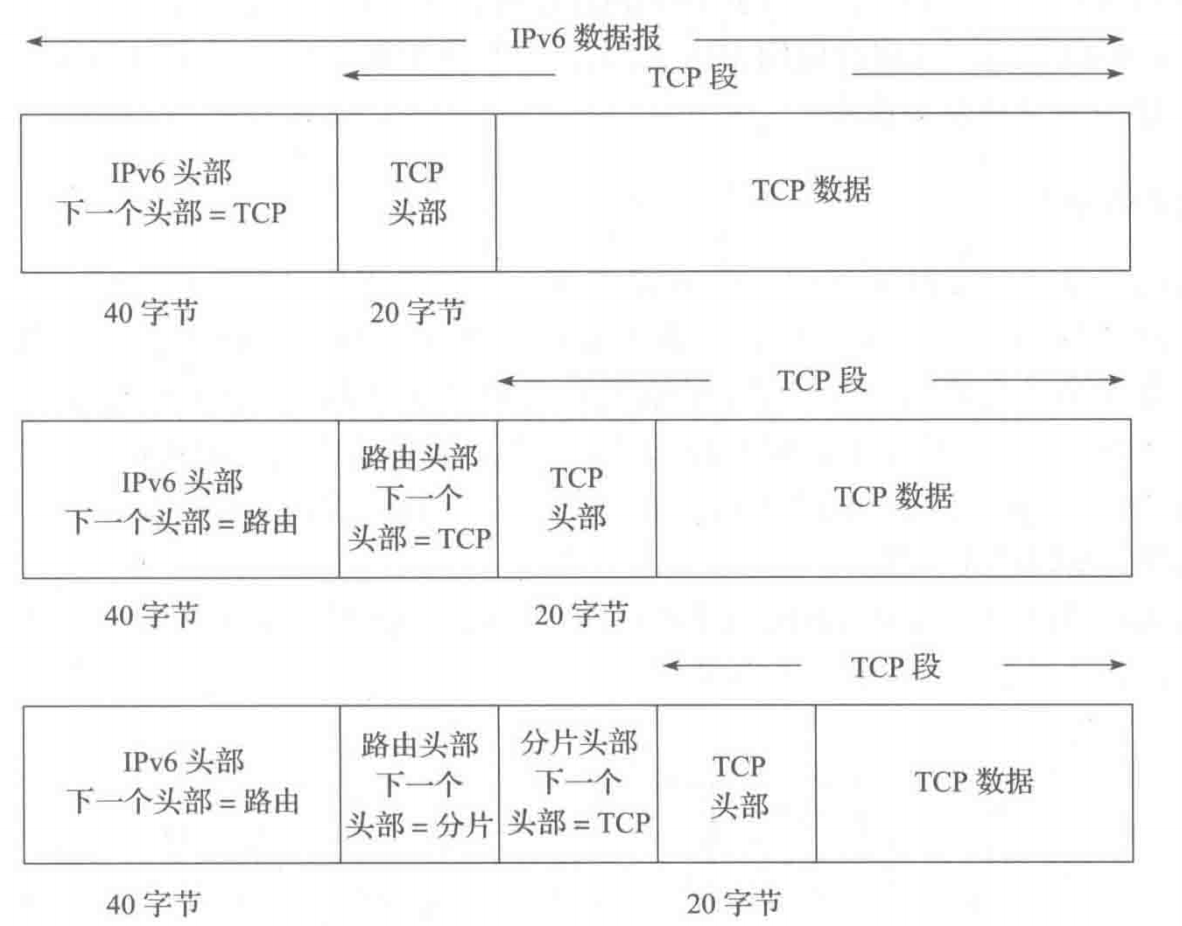 IPv6 数据报
TCP 段
IPv6 头部
下一个头部 = TCP
TCP
头部
TCP 数据
40 字节
20 字节
TCP 段
IPv6 头部
下一个头部 = 路由
路由头部
下一个
头部 = TCP
TCP
头部
TCP 数据
40 字节
20 字节
TCP 段
IPv6 头部
下一个头部 = 路由
路由头部
下一个
头部 = 分片
分片头部
下一个
头部 = TCP
TCP
头部
TCP 数据
40 字节
20 字节